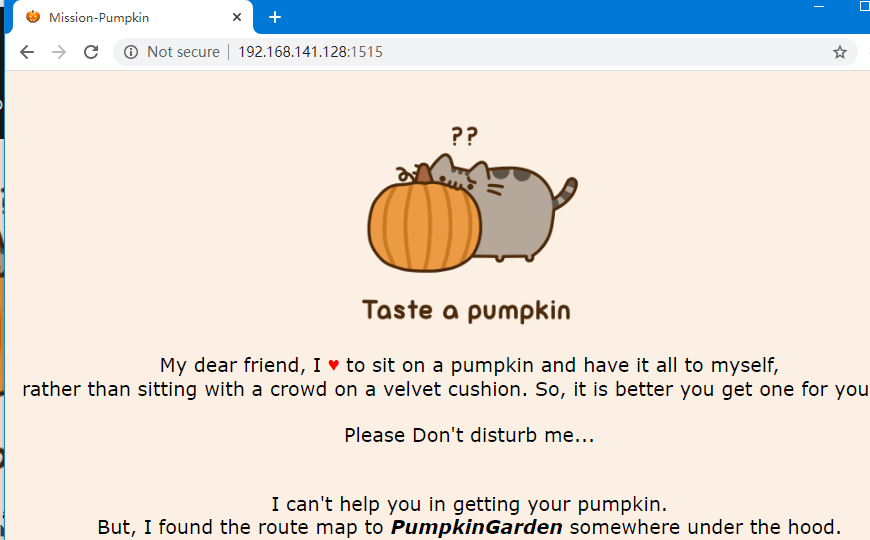 Mission-Pumpkin
Not secure | 192.168.141.128:1515
??
Taste a pumpkin
My dear friend, I ♥ to sit on a pumpkin and have it all to myself,
rather than sitting with a crowd on a velvet cushion. So, it is better you get one for you
Please Don't disturb me...
I can't help you in getting your pumpkin.
But, I found the route map to PumpkinGarden somewhere under the hood.